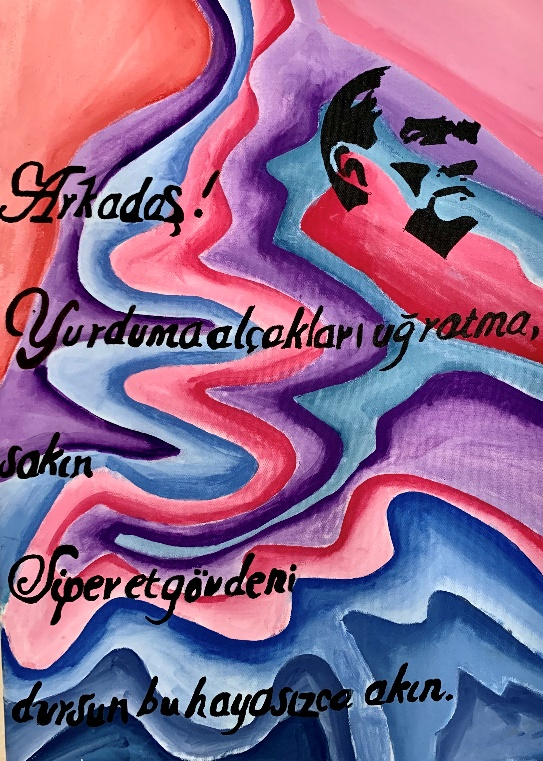 Arkadaş!
Yurduma alçakları uğratma,
sakın
Siper et gövdeni
dursun bu hayasızca akın.